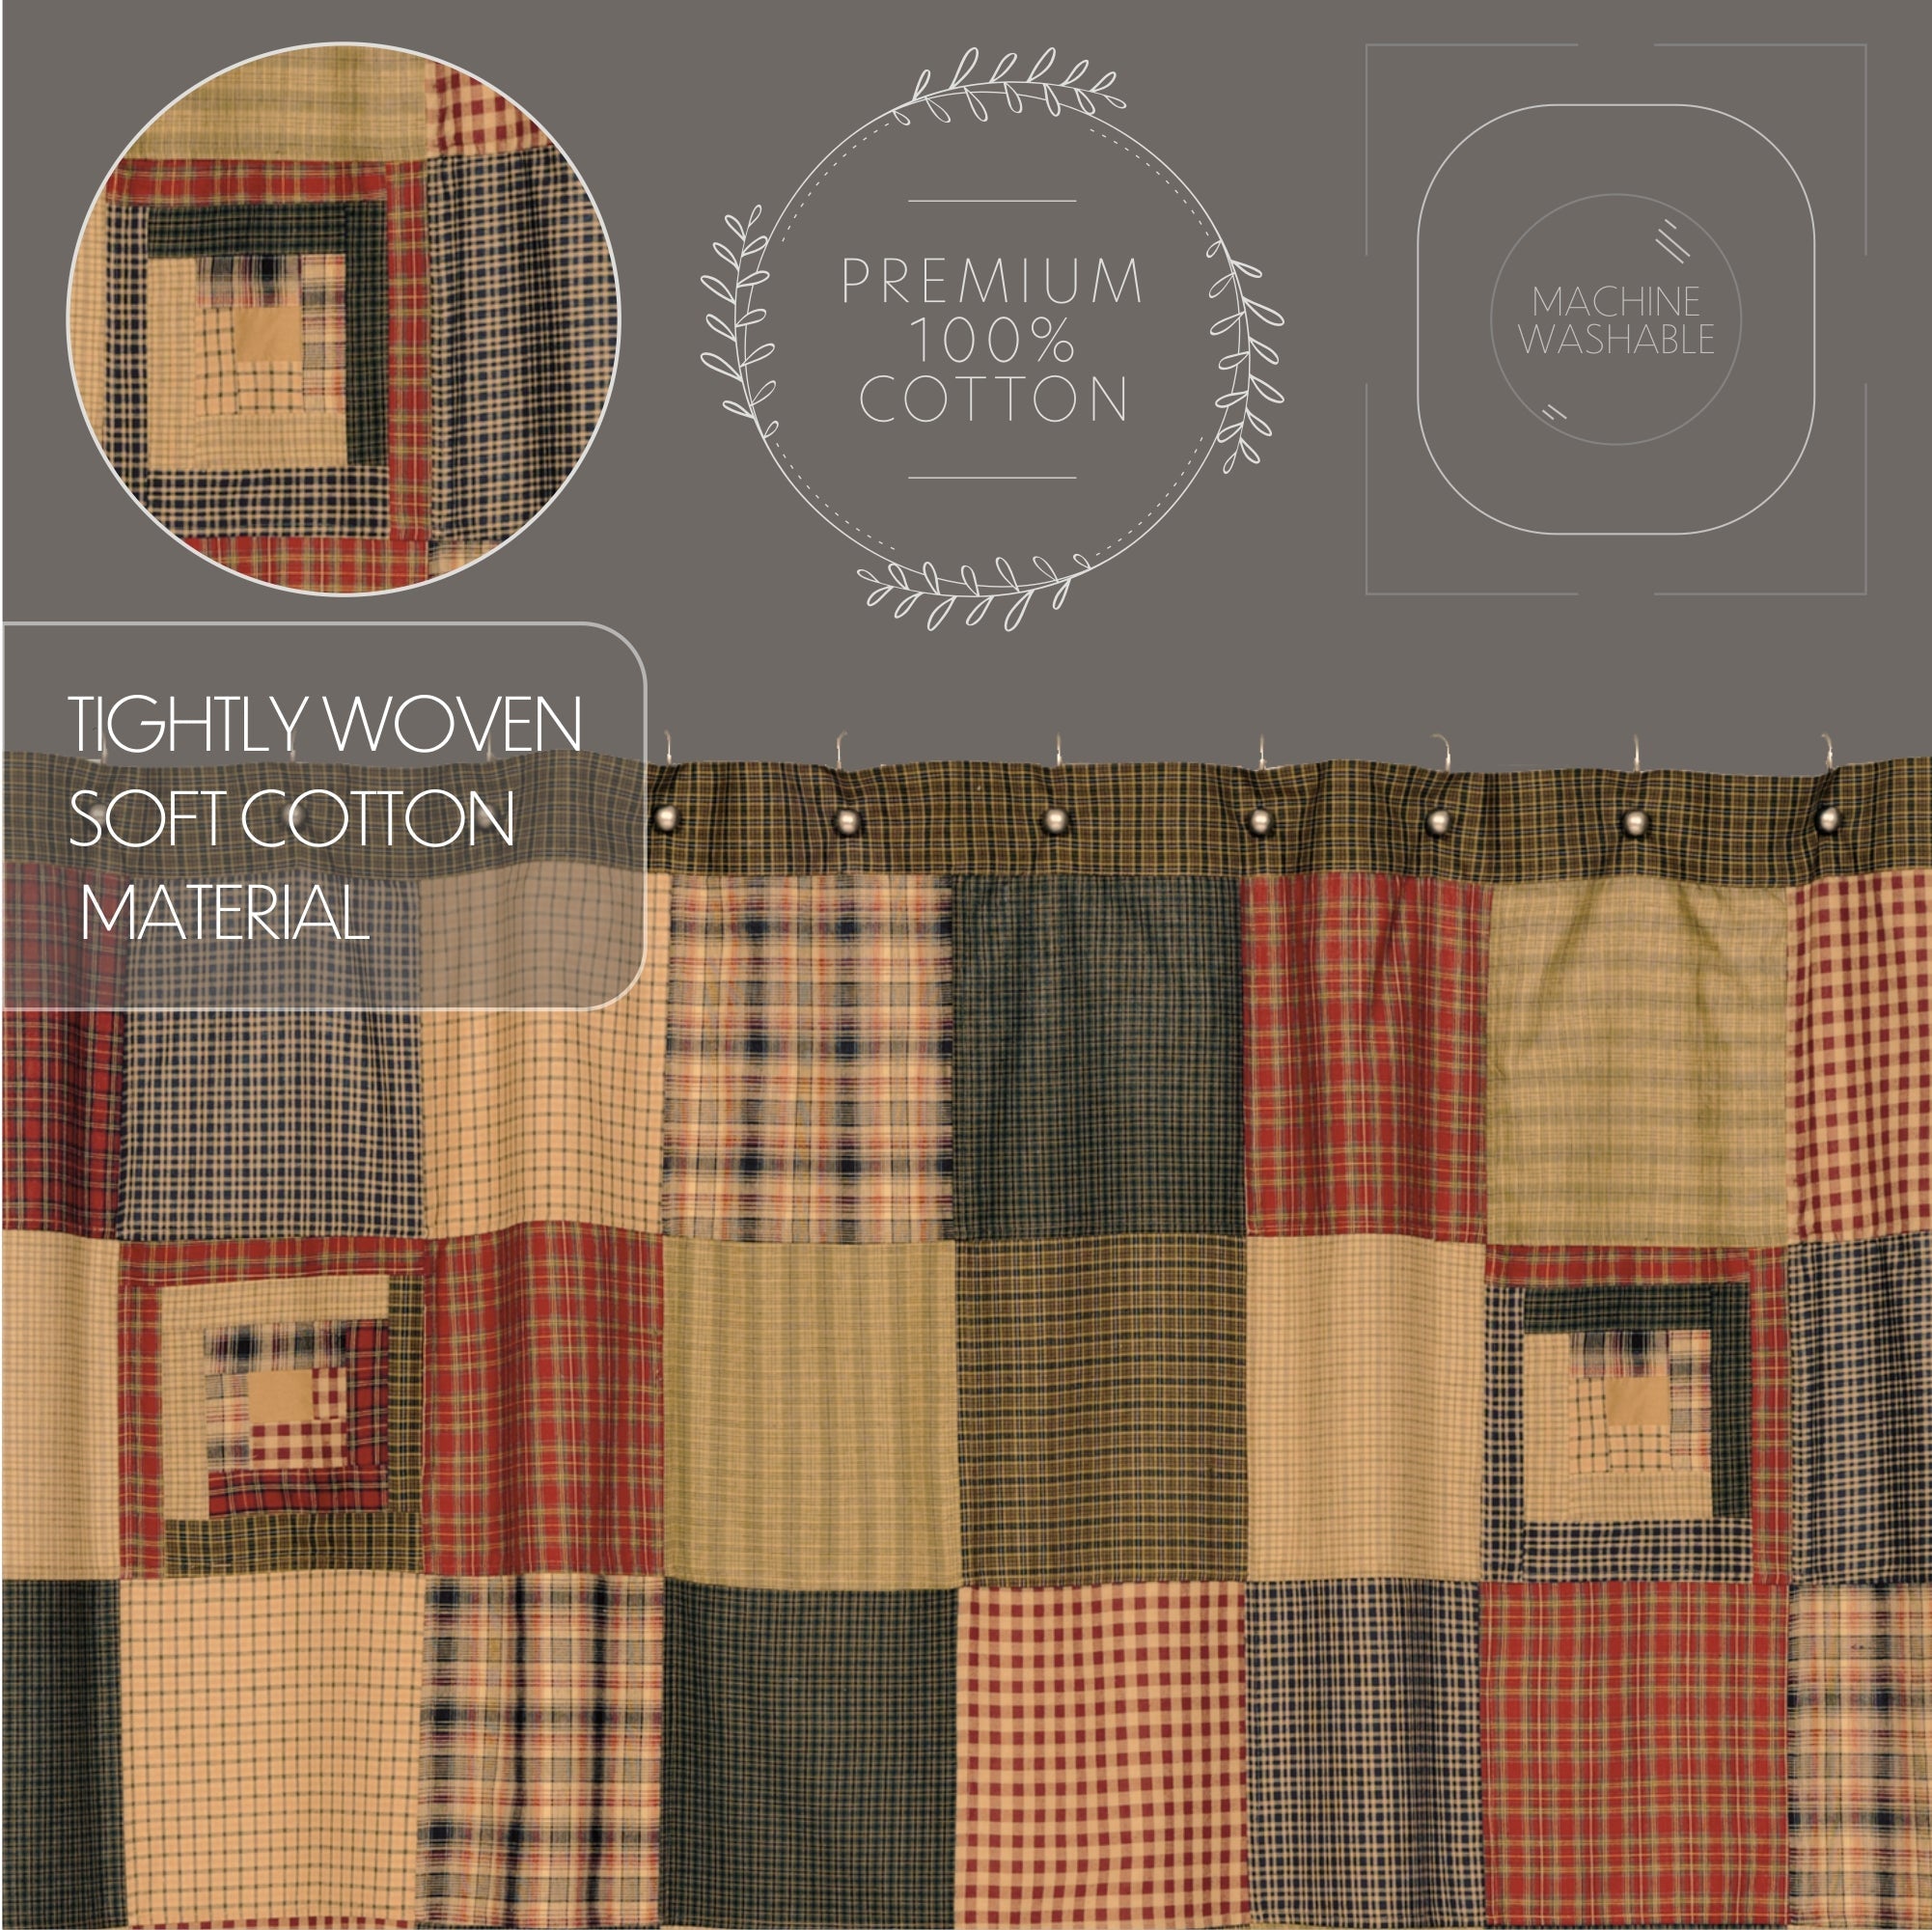 PREMIUM
100%
COTTON
MACHINE
WASHABLE
TIGHTLY WOVEN
SOFT COTTON
MATERIAL